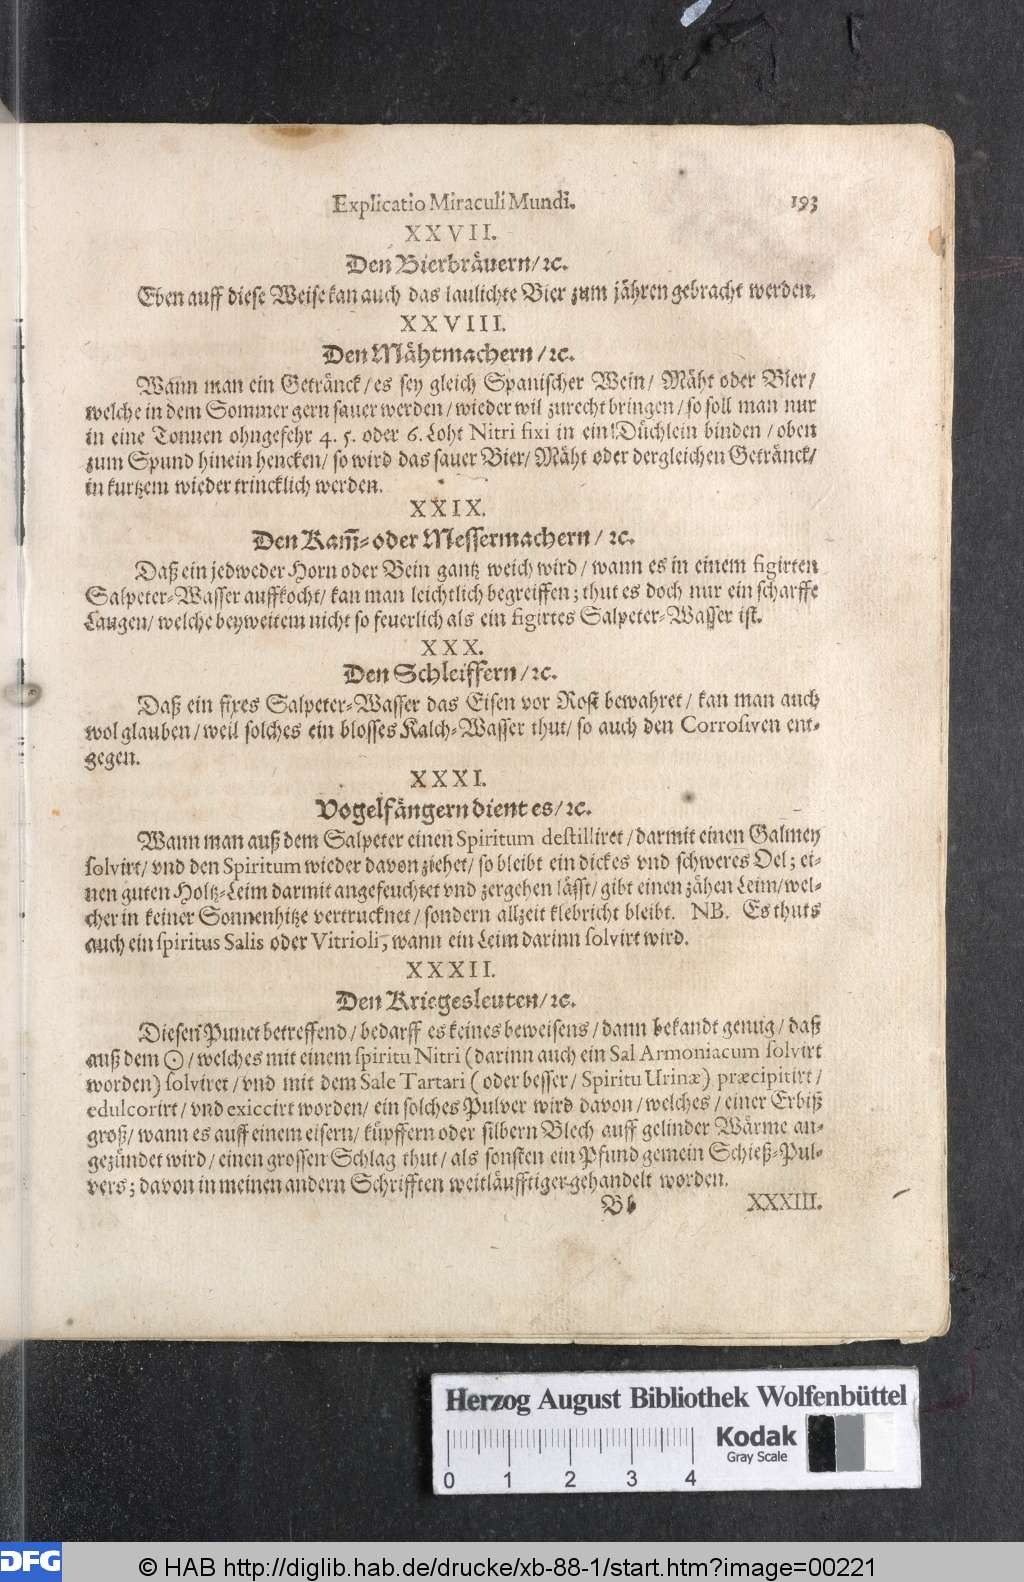 Explicatio Miraculi Mundi. 193
XXVII.
Den Bierbräuern/ ꝛc.
Eben auff diese Weise kan auch das laulichte Bier zum jähren gebracht werden.
XXVIII.
Den Mähtmachern/ ꝛc.
Wann man ein Getränck/ es sey gleich Spanischer Wein/ Mäht oder Bier/
welche in dem Sommer gern sauer werden/ wieder wil zurecht bringen/ so soll man nur
in eine Tonnen ohngefehr 4. 5. oder 6. Loht Nitri fixi in ein Düchlein binden/ oben
zum Spund hinein hencken/ so wird das sauer Bier/ Mäht oder dergleichen Getränck/
in kurtzem wieder trincklich werden.
XXIX.
Den Kam̃- oder Messermachern/ ꝛc.
Daß ein jedweder Horn oder Bein gantz weich wird/ wann es in einem figirten
Salpeter-Wasser auffkocht/ kan man leichtlich begreiffen; thut es doch nur ein scharffe
Laugen/ welche bey weitem nicht so feuerlich als ein figirtes Salpeter-Wasser ist.
XXX.
Den Schleiffern/ ꝛc.
Daß ein fixes Salpeter-Wasser das Eisen vor Rost bewahret/ kan man auch
wol glauben/ weil solches ein blosses Kalch-Wasser thut/ so auch den Corrosiven ent-
gegen.
XXXI.
Vogelfängern dient es/ ꝛc.
Wann man auß dem Salpeter einen Spiritum destilliret/ darmit einen Galmey
solvirt/ vnd den Spiritum wieder davon ziehet/ so bleibt ein dickes vnd schweres Oel; ei-
nen guten Holtz-Leim darmit angefeuchtet vnd zergehen lässt/ gibt einen zähen Leim/ wel-
cher in keiner Sonnenhitze vertrucknet/ sondern allzeit klebricht bleibt. NB. Es thuts
auch ein spiritus Salis oder Vitrioli, wann ein Leim darinn solvirt wird.
XXXII.
Den Kriegesleuten/ ꝛc.
Diesen Punct betreffend/ bedarff es keines beweisens/ dann bekandt genug/ daß
auß dem ☉/ welches mit einem spiritu Nitri (darinn auch ein Sal Armoniacum solvirt
worden) solviret/ vnd mit dem Sale Tartari (oder besser/ Spiritu Urinæ) præcipitirt/
edulcorirt/ vnd exiccirt worden/ ein solches Pulver wird davon/ welches/ einer Erbiß
groß/ wann es auff einem eisern/ küpffern oder silbern Blech auff gelinder Wärme an-
gezündet wird/ einen grossen Schlag thut/ als sonsten ein Pfund gemein Schieß-Pul-
vers; davon in meinen andern Schrifften weitläufftiger gehandelt worden.
Bb XXXIII.
Herzog August Bibliothek Wolfenbüttel
Kodak
Gray Scale
0 1 2 3 4
DFG © HAB http://diglib.hab.de/drucke/xb-88-1/start.htm?image=00221